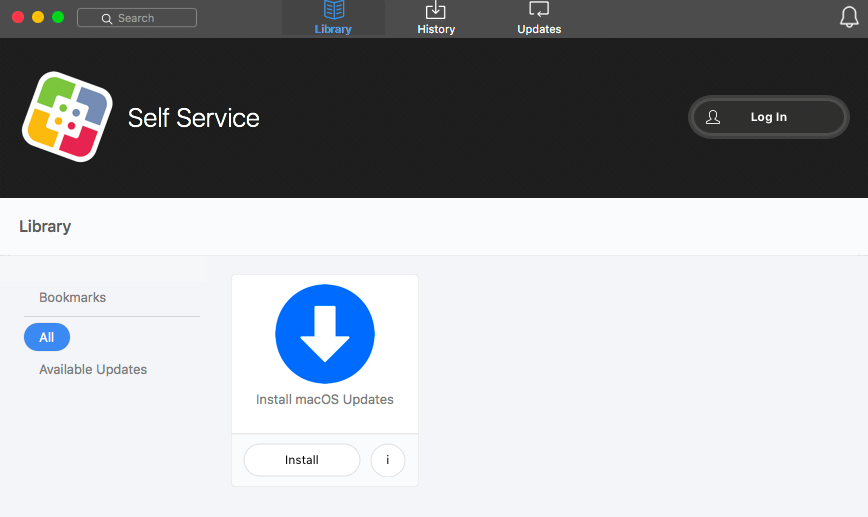 Search
Library
History
Updates
Self Service
Log In
Library
Bookmarks
All
Available Updates
Install macOS Updates
Install
i